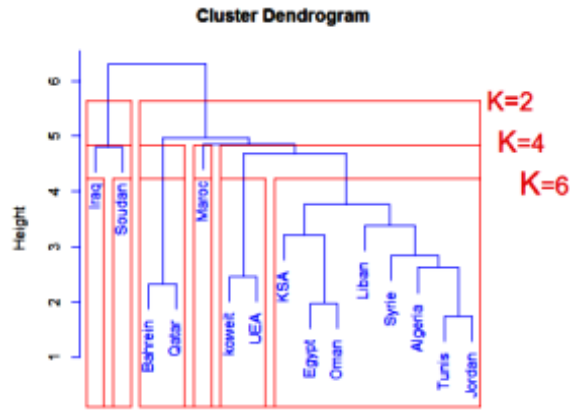 Cluster Dendrogram
Height
6
5
4
3
2
1
K=2
K=4
K=6
Iraq
Soudan
Bahrein
Qatar
Maroc
koweit
UEA
KSA
Egypt
Oman
Liban
Syrie
Algeria
Tunis
Jordan